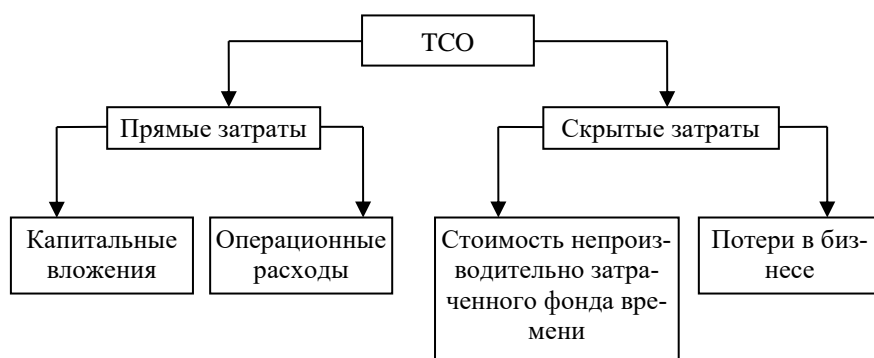 ТСО
Прямые затраты
Скрытые затраты
Капитальные
вложения
Операционные
расходы
Стоимость непроиз-
водительно затра-
ченного фонда вре-
мени
Потери в биз-
несе